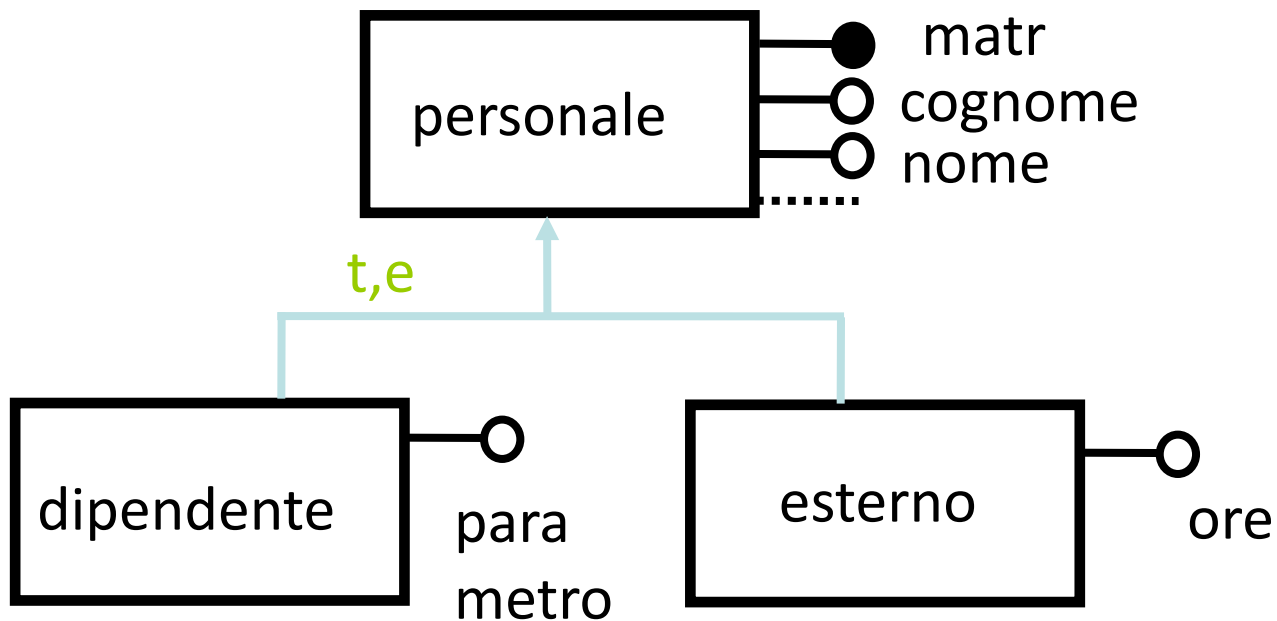 matr
personale
cognome
nome
t,e
dipendente
para
metro
esterno
ore